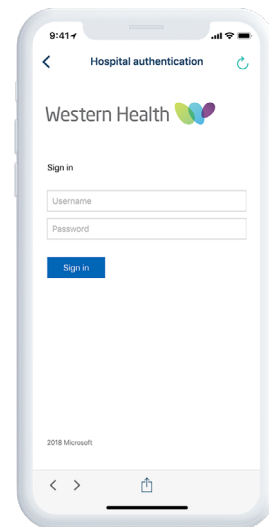 9:41
Hospital authentication
Western Health
Sign in
Username
Password
Sign in
2018 Microsoft